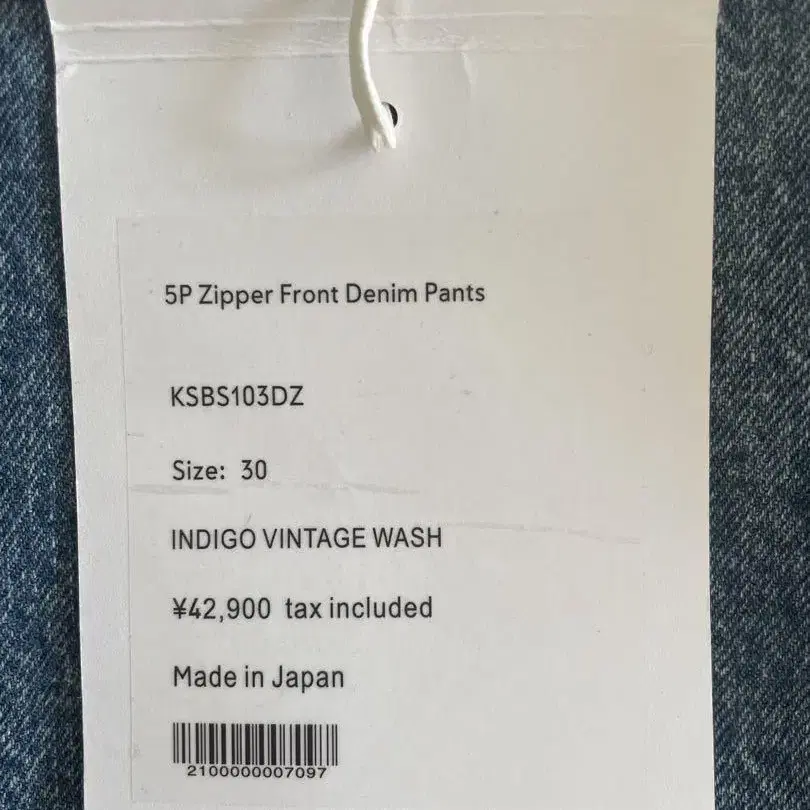 5P Zipper Front Denim Pants
KSBS103DZ
Size: 30
INDIGO VINTAGE WASH
¥42,900 tax included
Made in Japan
2100000007097